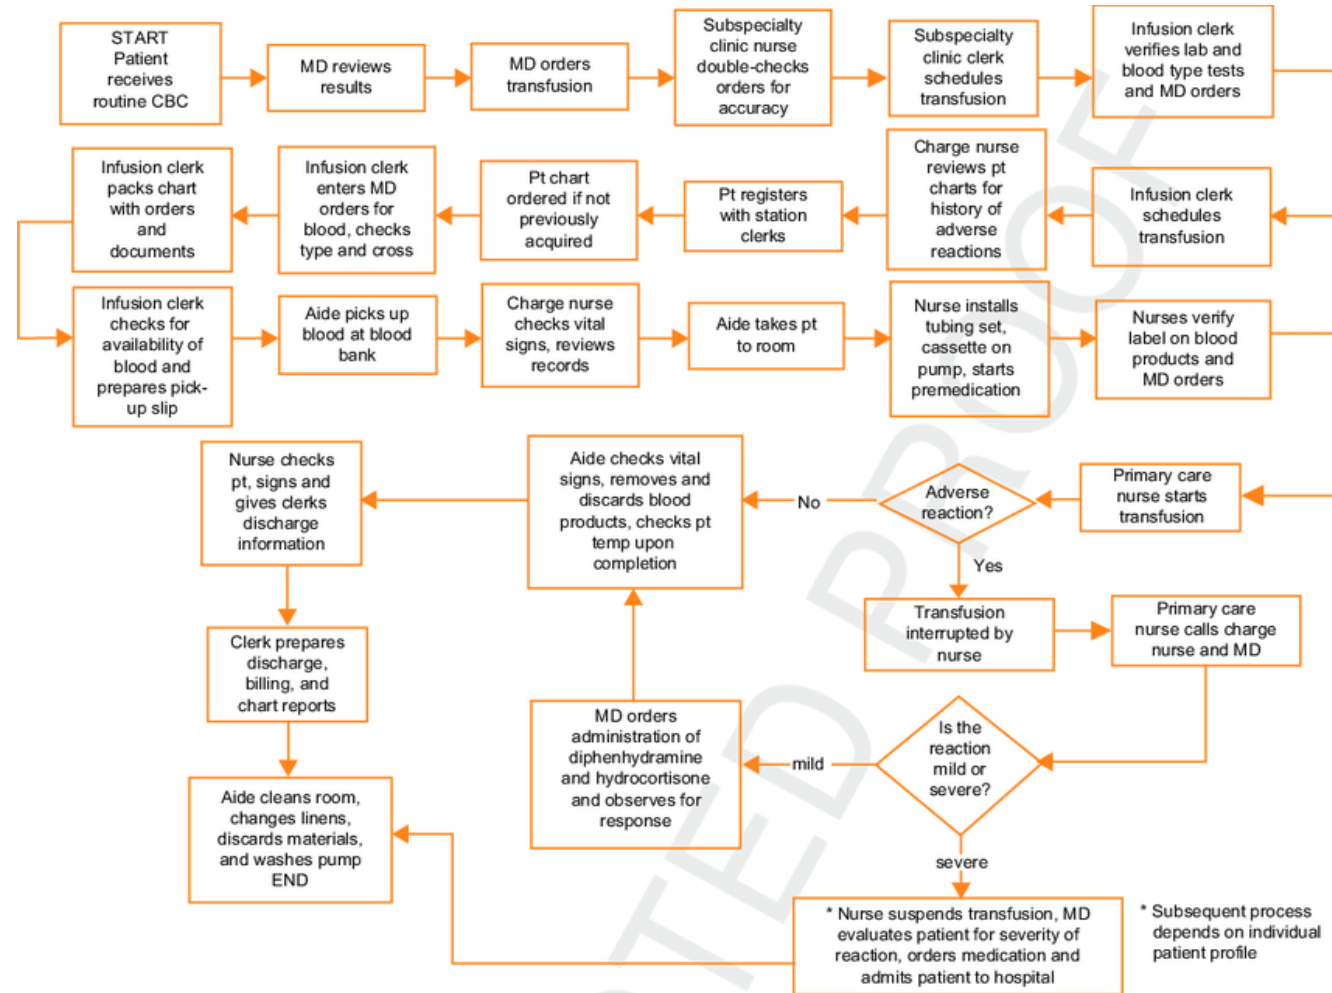 START
Patient
receives
routine CBC
MD reviews
results
MD orders
transfusion
Subspecialty
clinic nurse
double-checks
orders for
accuracy
Subspecialty
clinic clerk
schedules
transfusion
Infusion clerk
verifies lab and
blood type tests
and MD orders
Infusion clerk
schedules
transfusion
Charge nurse
reviews pt
charts for
history of
adverse
reactions
Pt registers
with station
clerks
Pt chart
ordered if not
previously
acquired
Infusion clerk
enters MD
orders for
blood, checks
type and cross
Infusion clerk
packs chart
with orders
and
documents
Infusion clerk
checks for
availability of
blood and
prepares pick-
up slip
Aide picks up
blood at blood
bank
Charge nurse
checks vital
signs, reviews
records
Aide takes pt
to room
Nurse installs
tubing set,
cassette on
pump, starts
premedication
Nurses verify
label on blood
products and
MD orders
Primary care
nurse starts
transfusion
Adverse
reaction?
No
Yes
Aide checks vital
signs, removes and
discards blood
products, checks pt
temp upon
completion
Nurse checks
pt, signs and
gives clerks
discharge
information
Clerk prepares
discharge,
billing, and
chart reports
Aide cleans room,
changes linens,
discards materials,
and washes pump
END
Transfusion
interrupted by
nurse
Primary care
nurse calls charge
nurse and MD
Is the
reaction
mild or
severe?
mild
severe
MD orders
administration of
diphenhydramine
and hydrocortisone
and observes for
response
* Nurse suspends transfusion, MD
evaluates patient for severity of
reaction, orders medication and
admits patient to hospital
* Subsequent process
depends on individual
patient profile
TED PROOF